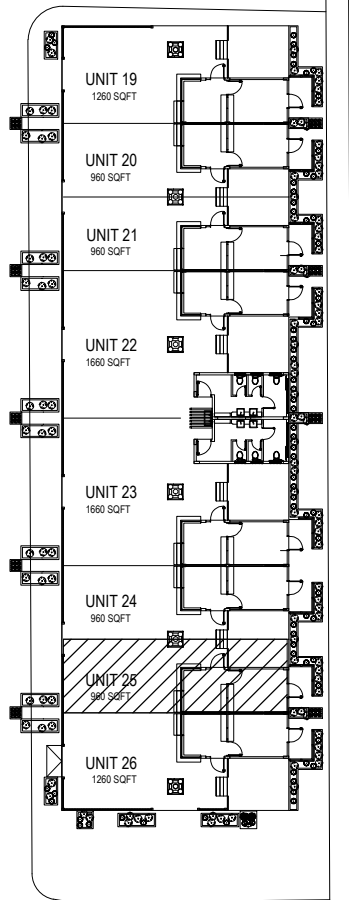 UNIT 19
1260 SQFT
UNIT 20
960 SQFT
UNIT 21
960 SQFT
UNIT 22
1660 SQFT
UNIT 23
1660 SQFT
UNIT 24
960 SQFT
UNIT 25
960 SQFT
UNIT 26
1260 SQFT